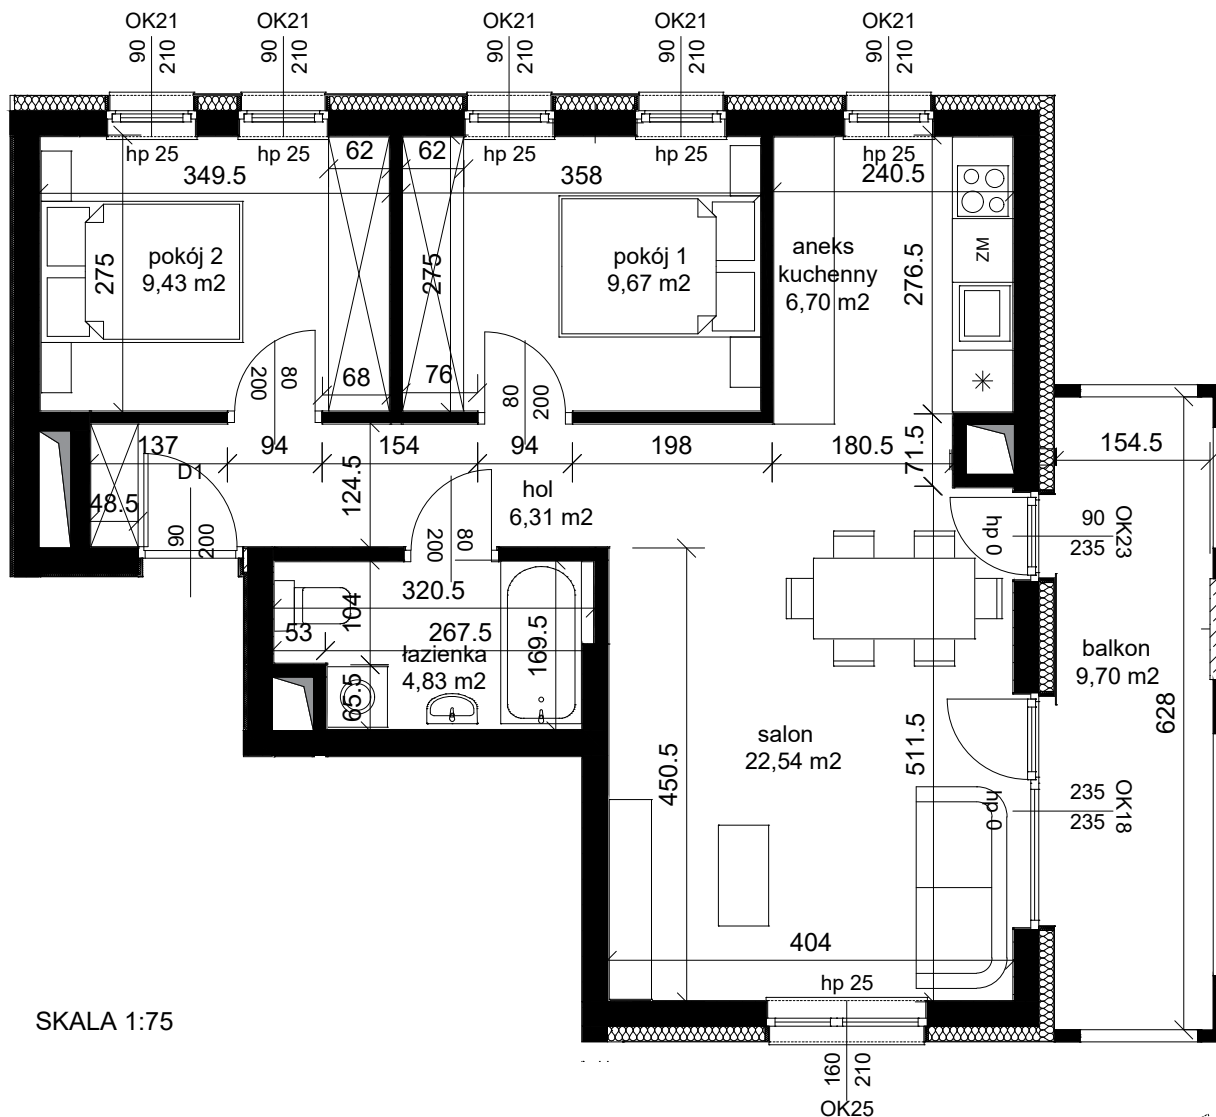 OK21
OK21
OK21
OK21
OK21
90
210
90
210
90
210
90
210
90
210
hp 25
hp 25
hp 25
hp 25
hp 25
62
62
349.5
358
240.5
pokój 2
9,43 m2
pokój 1
9,67 m2
aneks
kuchenny
6,70 m2
275
275
276.5
ZM
68
76
80
200
80
200
137
94
154
94
198
180.5
71.5
154.5
D1
48.5
124.5
hol
6,31 m2
90
200
80
200
hp 0
90
235
OK23
320.5
104
53
267.5
169.5
łazienka
4,83 m2
65.5
balkon
9,70 m2
628
salon
22,54 m2
450.5
511.5
hp 0
235
235
OK18
404
hp 25
SKALA 1:75
160
210
OK25